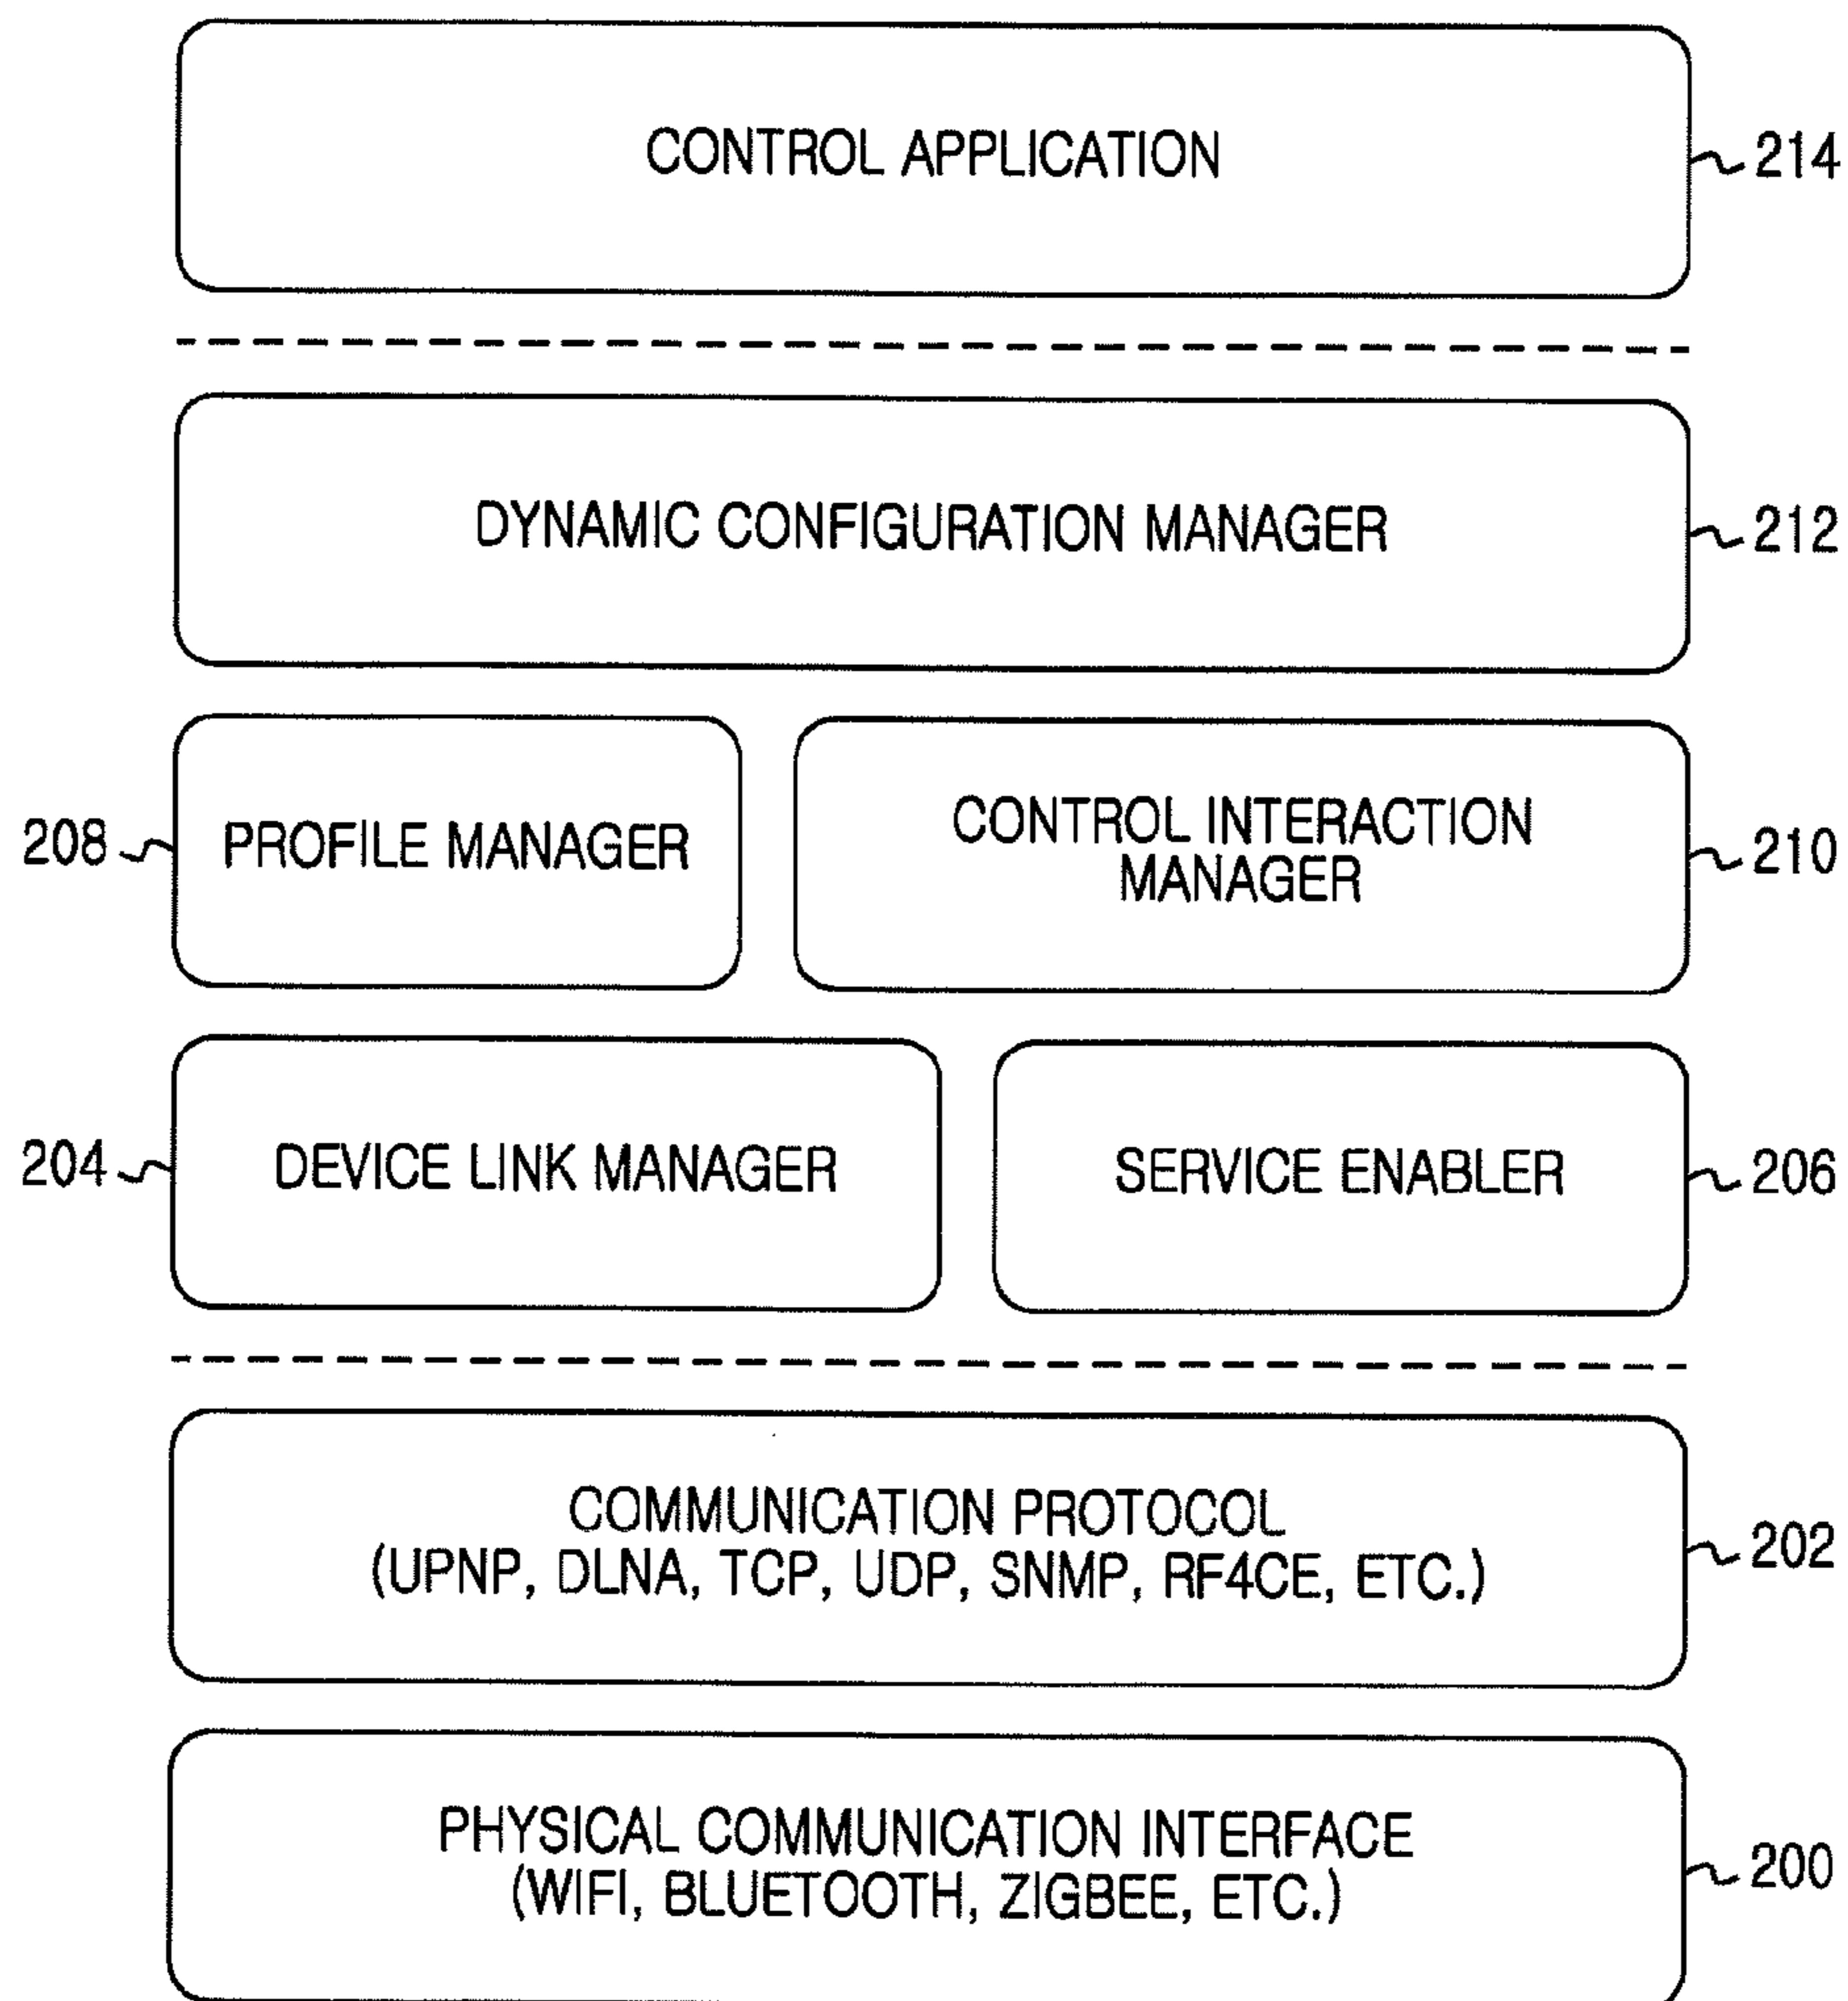 CONTROL APPLICATION
214
DYNAMIC CONFIGURATION MANAGER
212
208
PROFILE MANAGER
CONTROL INTERACTION
MANAGER
210
204
DEVICE LINK MANAGER
SERVICE ENABLER
206
COMMUNICATION PROTOCOL
(UPNP, DLNA, TCP, UDP, SNMP, RF4CE, ETC.)
202
PHYSICAL COMMUNICATION INTERFACE
(WIFI, BLUETOOTH, ZIGBEE, ETC.)
200